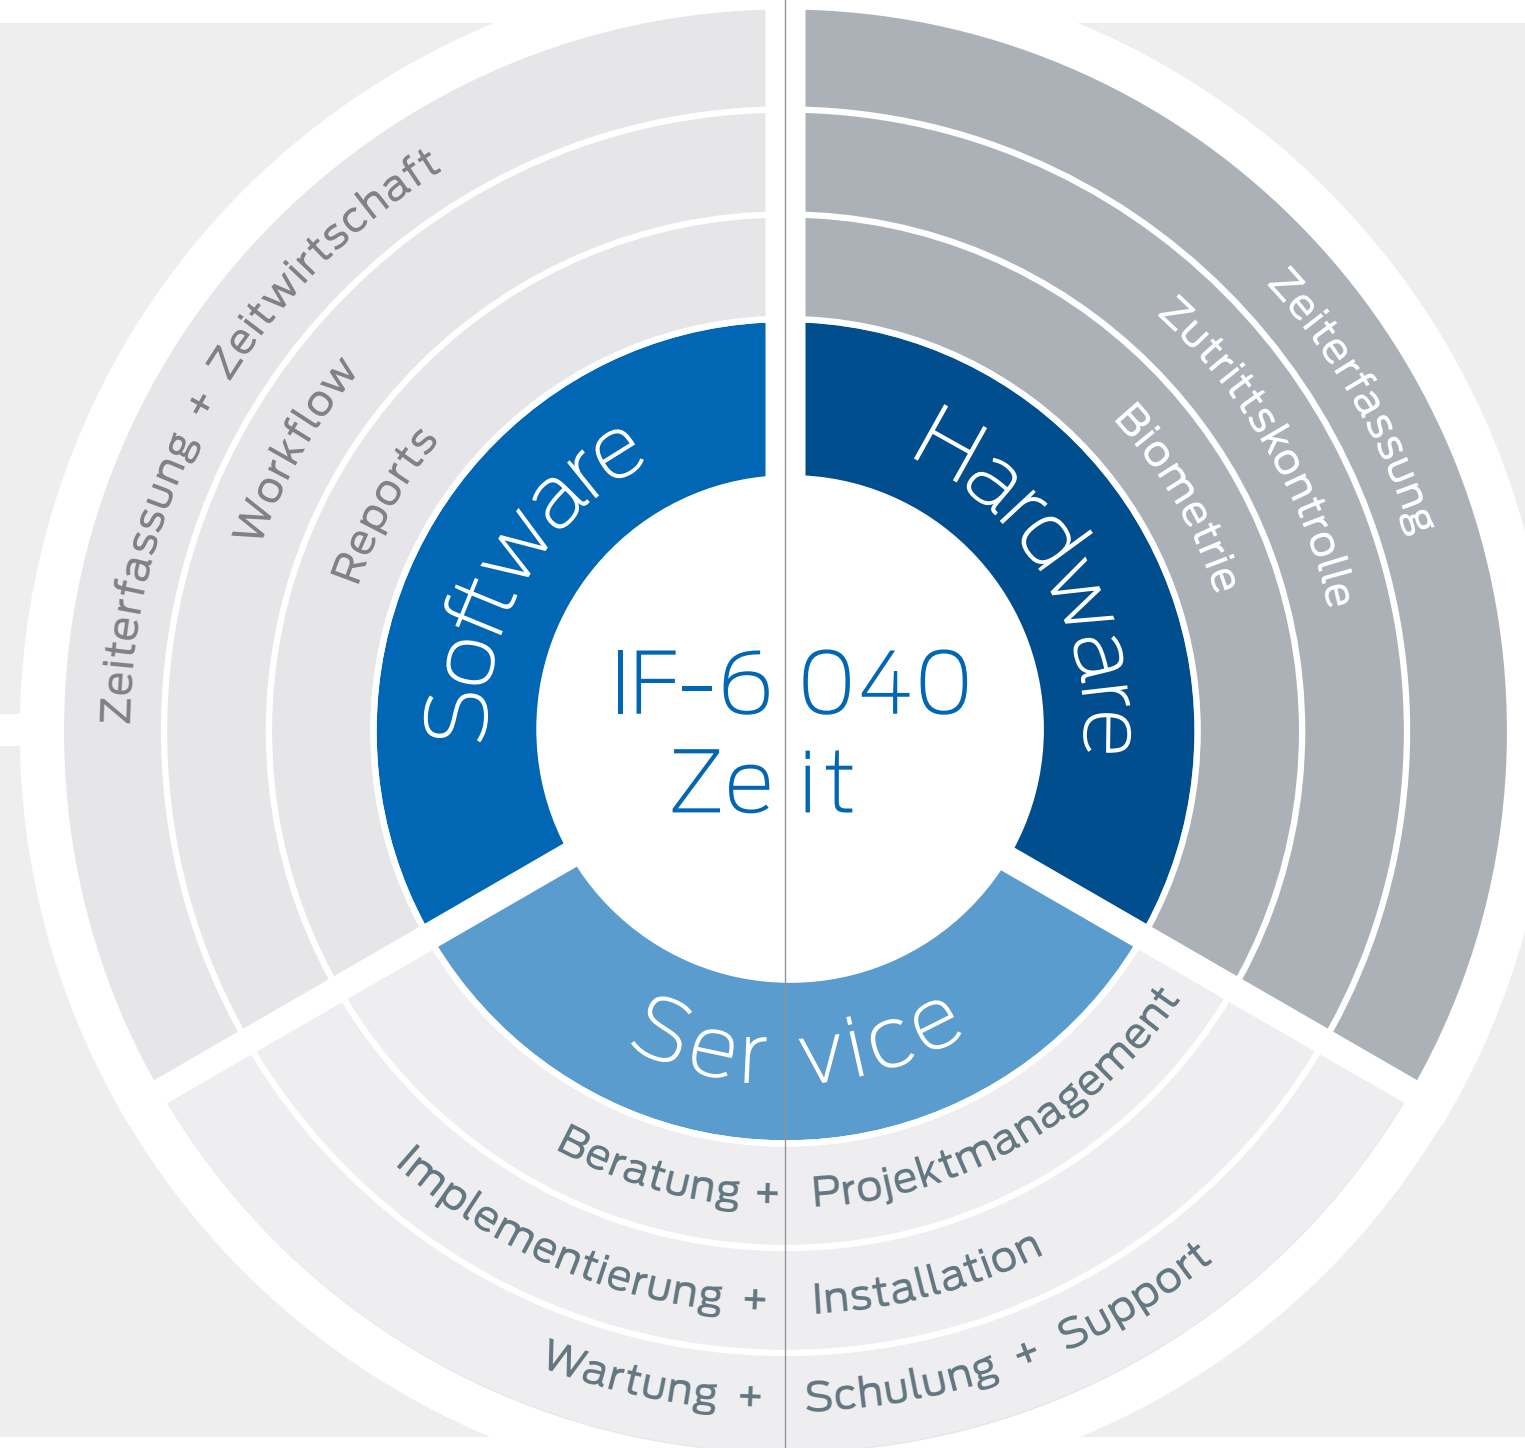 Zeiterfassung + Zeitwirtschaft
Workflow
Reports
Software
Zeiterfassung
Zutrittskontrolle
Biometrie
Hardware
IF-6040
Zeit
Service
Beratung + Projektmanagement
Implementierung + Installation
Wartung + Schulung + Support